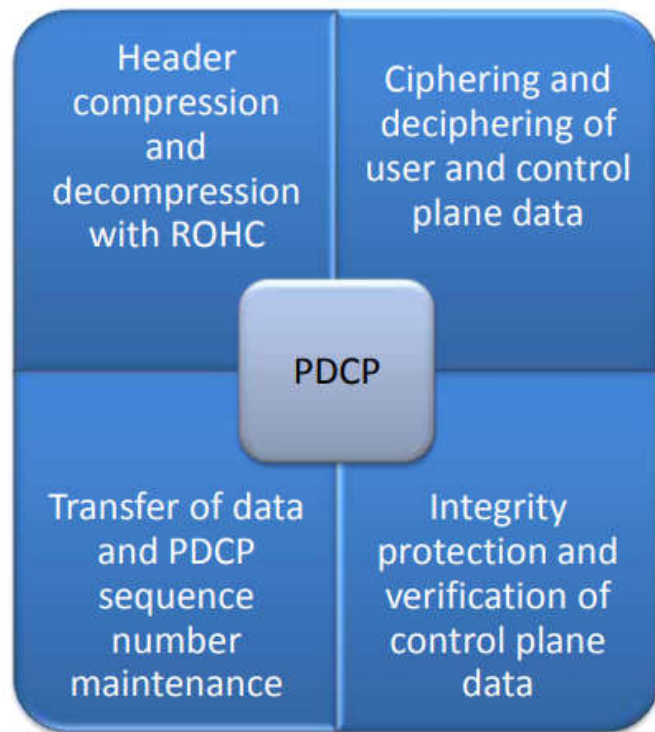 Header
compression
and
decompression
with ROHC
Ciphering and
deciphering of
user and control
plane data
PDCP
Transfer of data
and PDCP
sequence
number
maintenance
Integrity
protection and
verification of
control plane
data